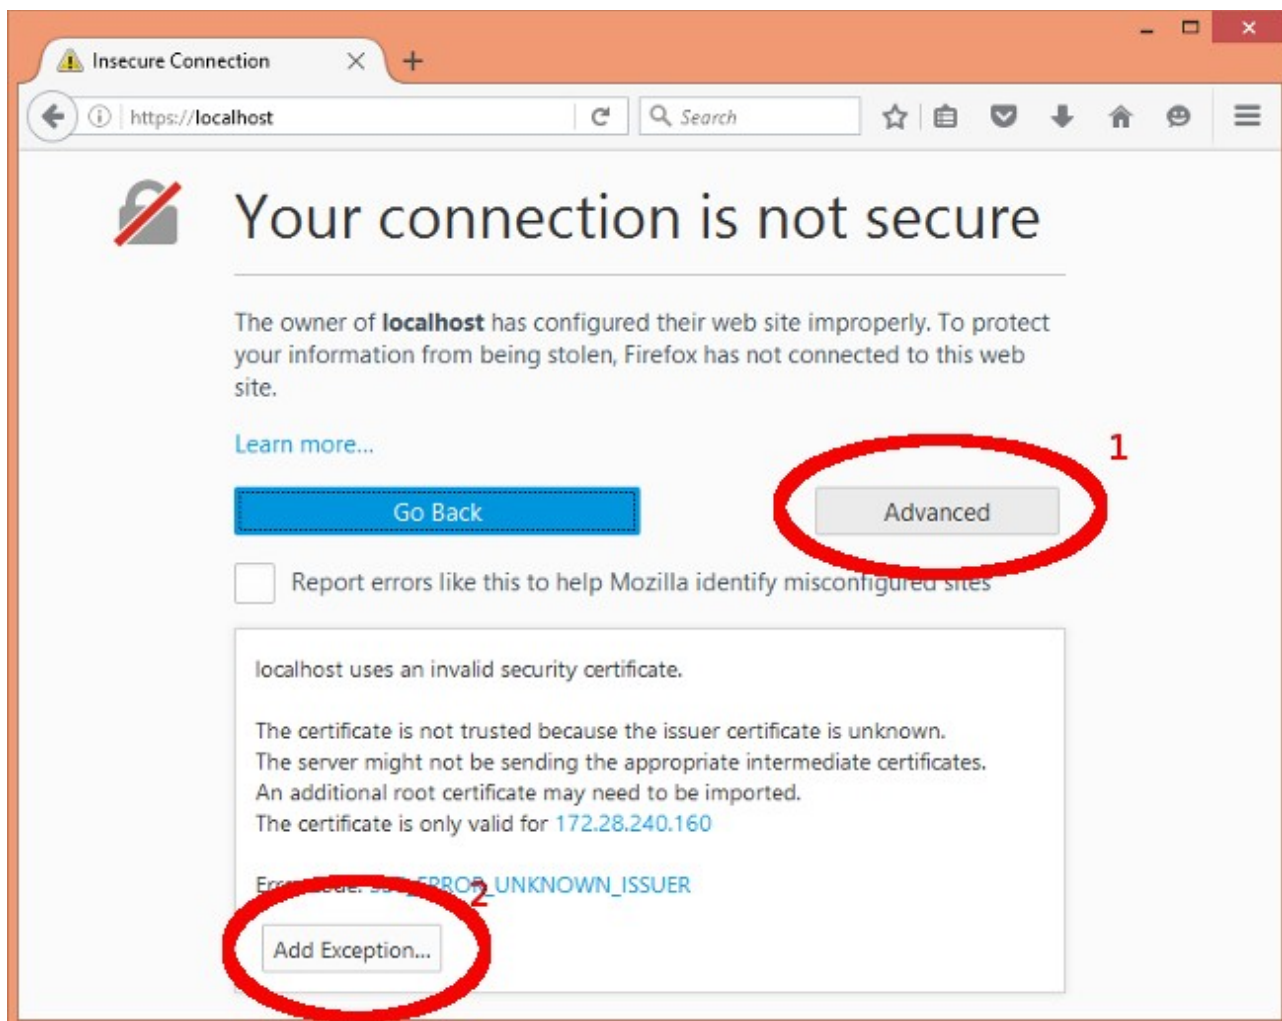 Insecure Connection
https://localhost
Search
Your connection is not secure
The owner of localhost has configured their web site improperly. To protect
your information from being stolen, Firefox has not connected to this web
site.
Learn more...
1
Go Back
Advanced
Report errors like this to help Mozilla identify misconfigured sites
localhost uses an invalid security certificate.
The certificate is not trusted because the issuer certificate is unknown.
The server might not be sending the appropriate intermediate certificates.
An additional root certificate may need to be imported.
The certificate is only valid for 172.28.240.160
ERROR_UNKNOWN_ISSUER
2
Add Exception...